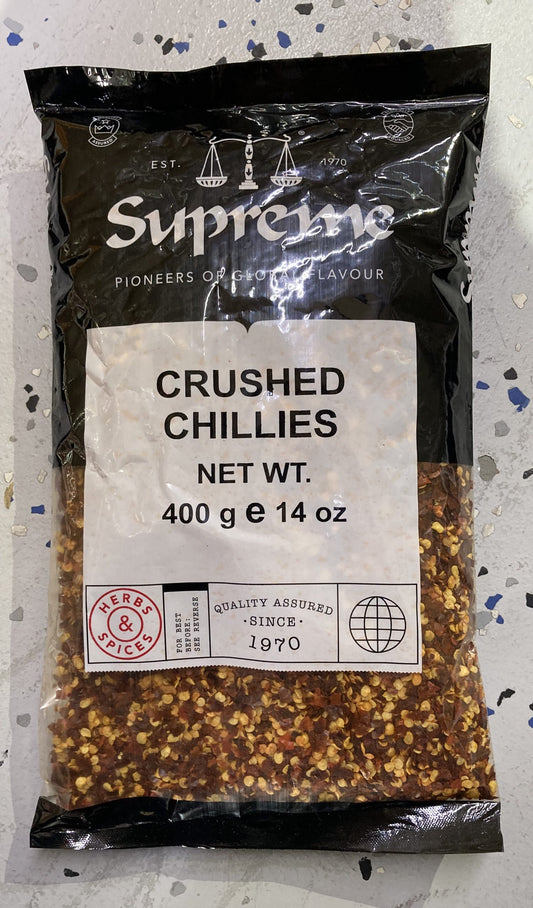 EST. 1970
Supreme
PIONEERS OF GLOBAL FLAVOUR
CRUSHED
CHILLIES
NET WT.
400 g e 14 oz
HERBS
&
SPICES
FOR BEST
BEFORE:
SEE REVERSE
QUALITY ASSURED
·SINCE·
1970